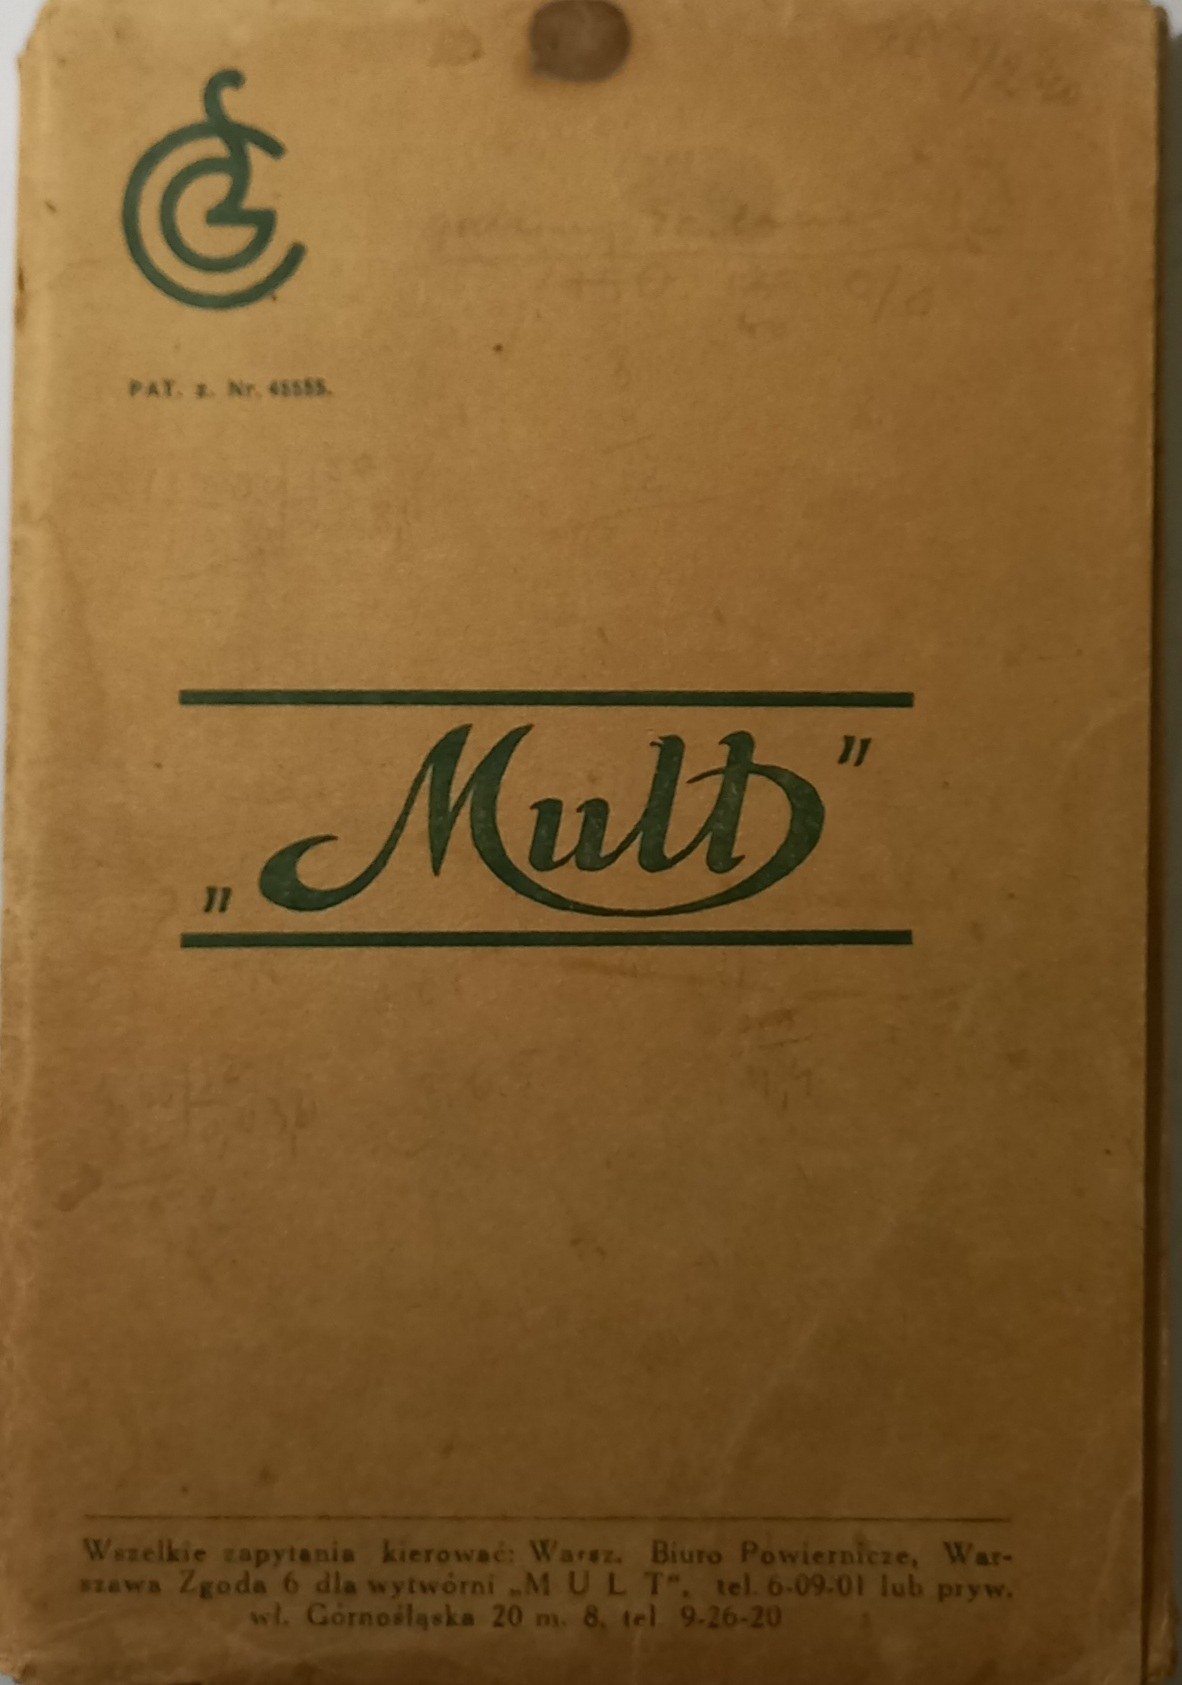 PAT. z. Nr. 45555.
„Mult”
Wszelkie zapytania kierować: Warsz. Biuro Powiernicze, War-
szawa Zgoda 6 dla wytwórni „M U L T“, tel. 6-09-01 lub pryw.
wł. Górnośląska 20 m. 8, tel 9-26-20